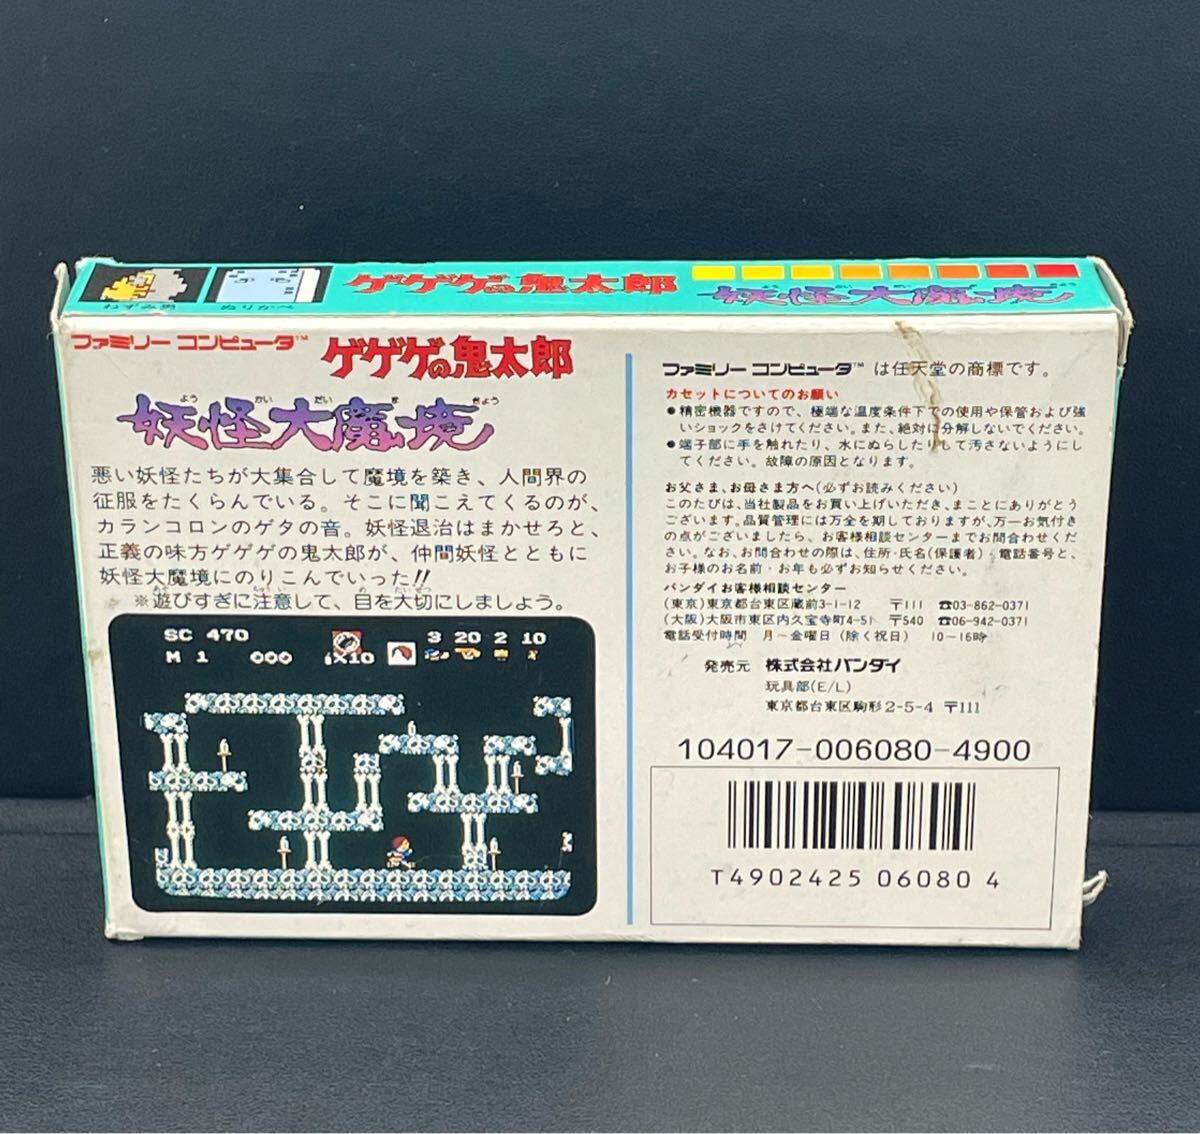 ねずみ男
ぬりかべ
ゲゲゲの鬼太郎
妖怪大魔境
ファミリー コンピュータ™
ゲゲゲの鬼太郎
よう かい だい ま きょう
妖怪大魔境
悪い妖怪たちが大集合して魔境を築き、人間界の
征服をたくらんでいる。そこに聞こえてくるのが、
カランコロンのゲタの音。妖怪退治はまかせろと、
正義の味方ゲゲゲの鬼太郎が、仲間妖怪とともに
妖怪大魔境にのりこんでいった!!
※遊びすぎに注意して、目を大切にしましょう。
SC 470
3 20 2 10
M 1 000 X10
ファミリー コンピュータ™ は任天堂の商標です。
カセットについてのお願い
●精密機器ですので、極端な温度条件下での使用や保管および強
いショックをさけてください。また、絶対に分解しないでください。
●端子部に手を触れたり、水にぬらしたりして汚さないようにし
てください。故障の原因となります。
お父さま、お母さま方へ(必ずお読みください)
このたびは、当社製品をお買い上げいただき、まことにありがとう
ございます。品質管理には万全を期しておりますが、万一お気付き
の点がございましたら、お客様相談センターまでお問合わせくださ
い。なお、お問合わせの際は、住所・氏名(保護者)・電話番号と、
お子様のお名前・お年も必ずお知らせください。
バンダイお客様相談センター
(東京)東京都台東区蔵前3-1-12 〒111 ☎03-862-0371
(大阪)大阪市東区内久宝寺町4-51 〒540 ☎06-942-0371
電話受付時間 月〜金曜日(除く祝日) 10-16時
発売元 株式会社バンダイ
玩具部(E/L)
東京都台東区駒形2-5-4 〒111
104017-006080-4900
T4902425 06080 4